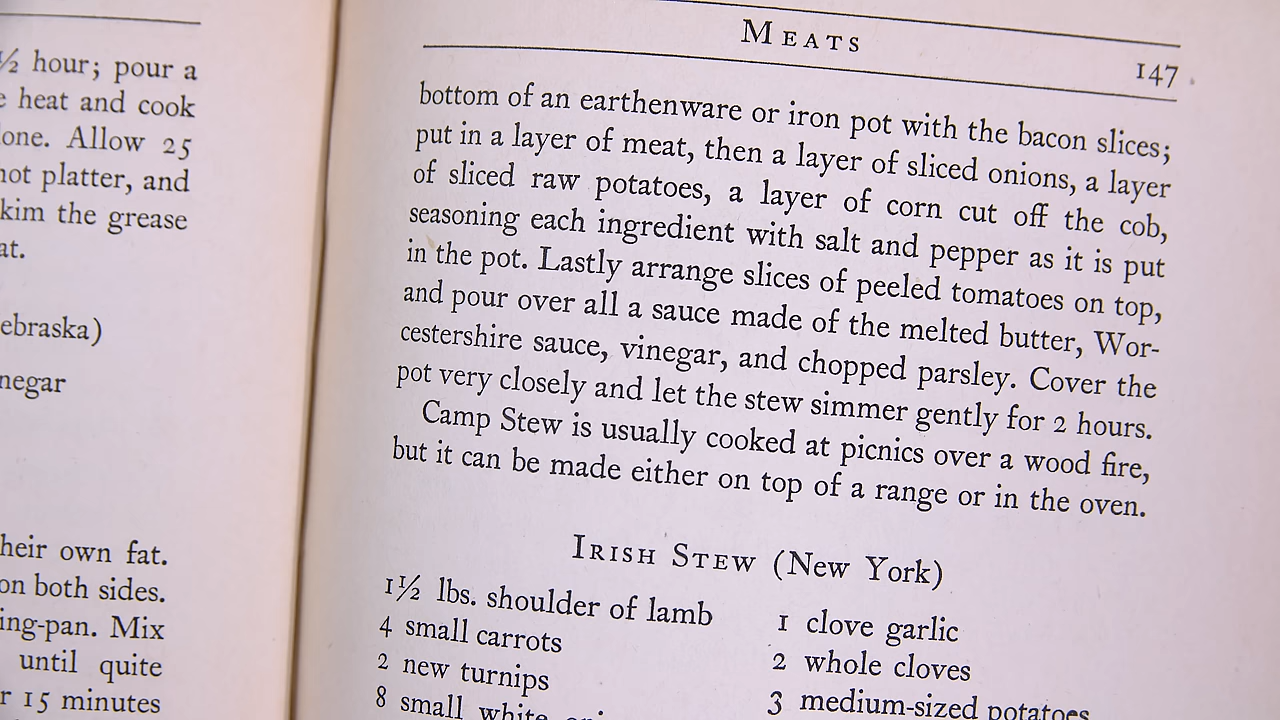 ½ hour; pour a
heat and cook
Allow 25
platter, and
the grease
negar
own fat.
on both sides.
Mix
until quite
15 minutes
MEATS
147
bottom of an earthenware or iron pot with the bacon slices;
put in a layer of meat, then a layer of sliced onions, a layer
of sliced raw potatoes, a layer of corn cut off the cob,
seasoning each ingredient with salt and pepper as it is put
in the pot. Lastly arrange slices of peeled tomatoes on top,
and pour over all a sauce made of the melted butter, Wor-
cestershire sauce, vinegar, and chopped parsley. Cover the
pot very closely and let the stew simmer gently for 2 hours.
Camp Stew is usually cooked at picnics over a wood fire,
but it can be made either on top of a range or in the oven.
IRISH STEW (New York)
1½ lbs. shoulder of lamb
4 small carrots
2 new turnips
8 small white
1 clove garlic
2 whole cloves
3 medium-sized potatoes